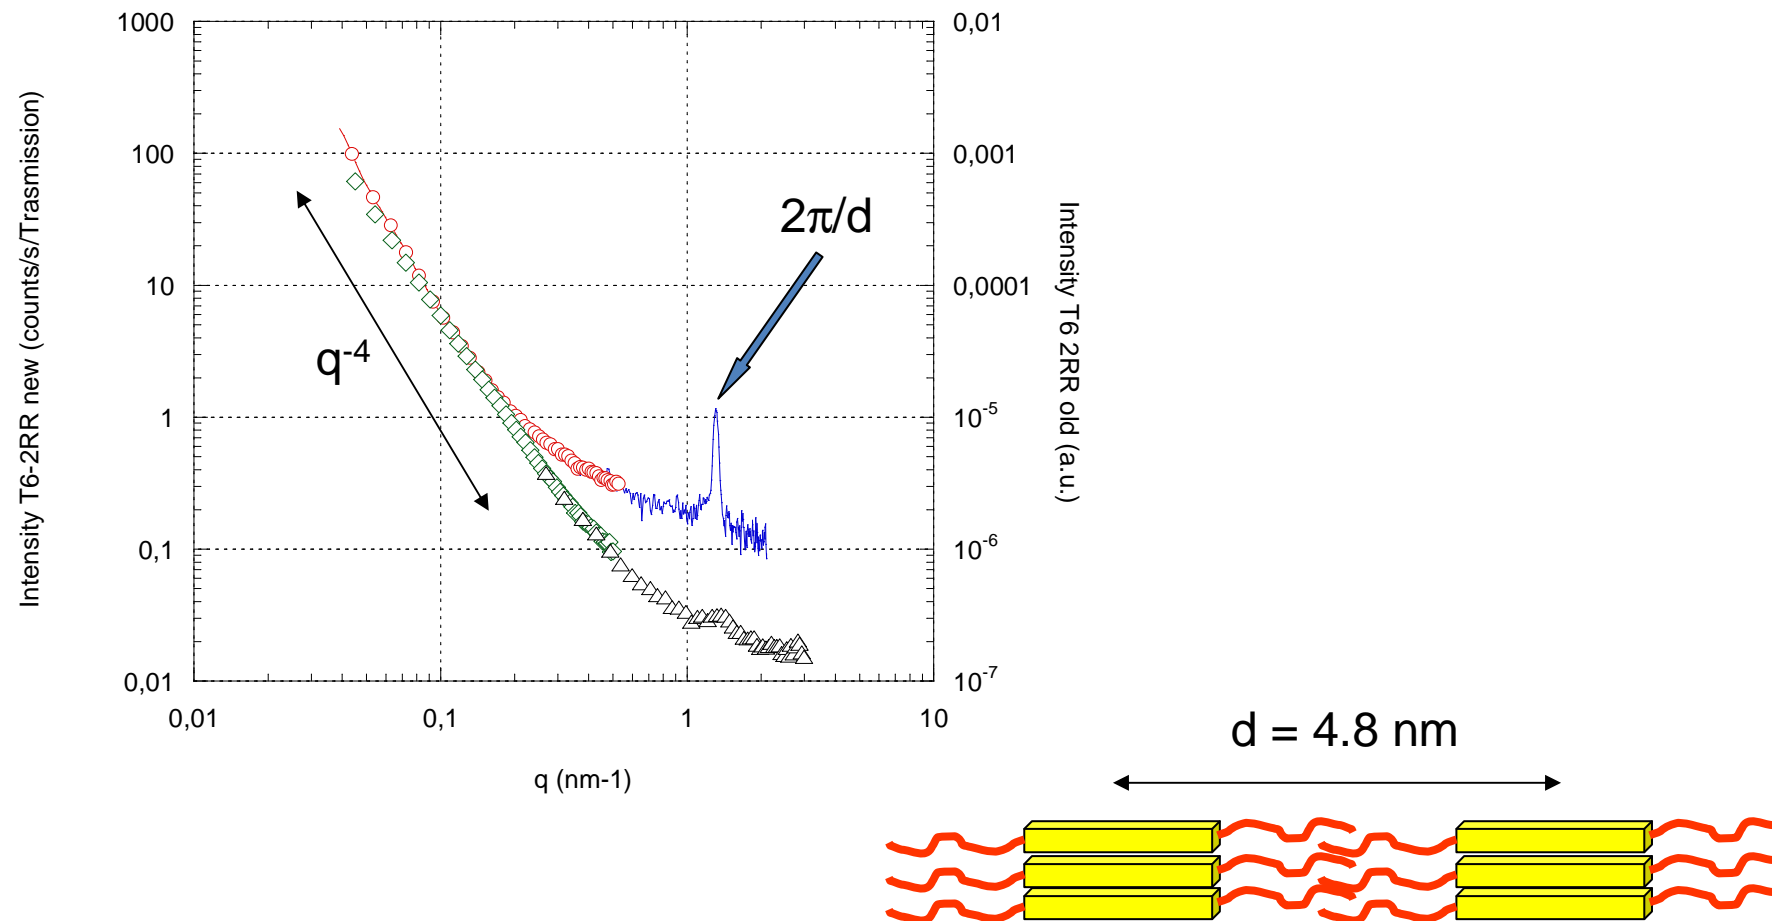 1000
100
10
1
0,1
0,01
Intensity T6-2RR new (counts/s/Trasmission)
0,01
0,1
1
10
q (nm-1)
0,01
0,001
0,0001
10-5
10-6
10-7
Intensity T6 2RR old (a.u.)
q-4
2π/d
d = 4.8 nm